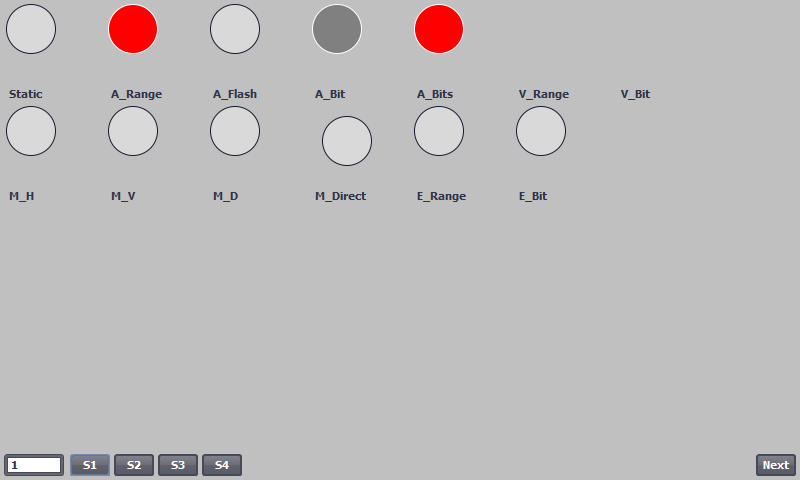 Static A_Range A_Flash A_Bit A_Bits V_Range V_Bit
M_H M_V M_D M_Direct E_Range E_Bit
1 S1 S2 S3 S4 Next